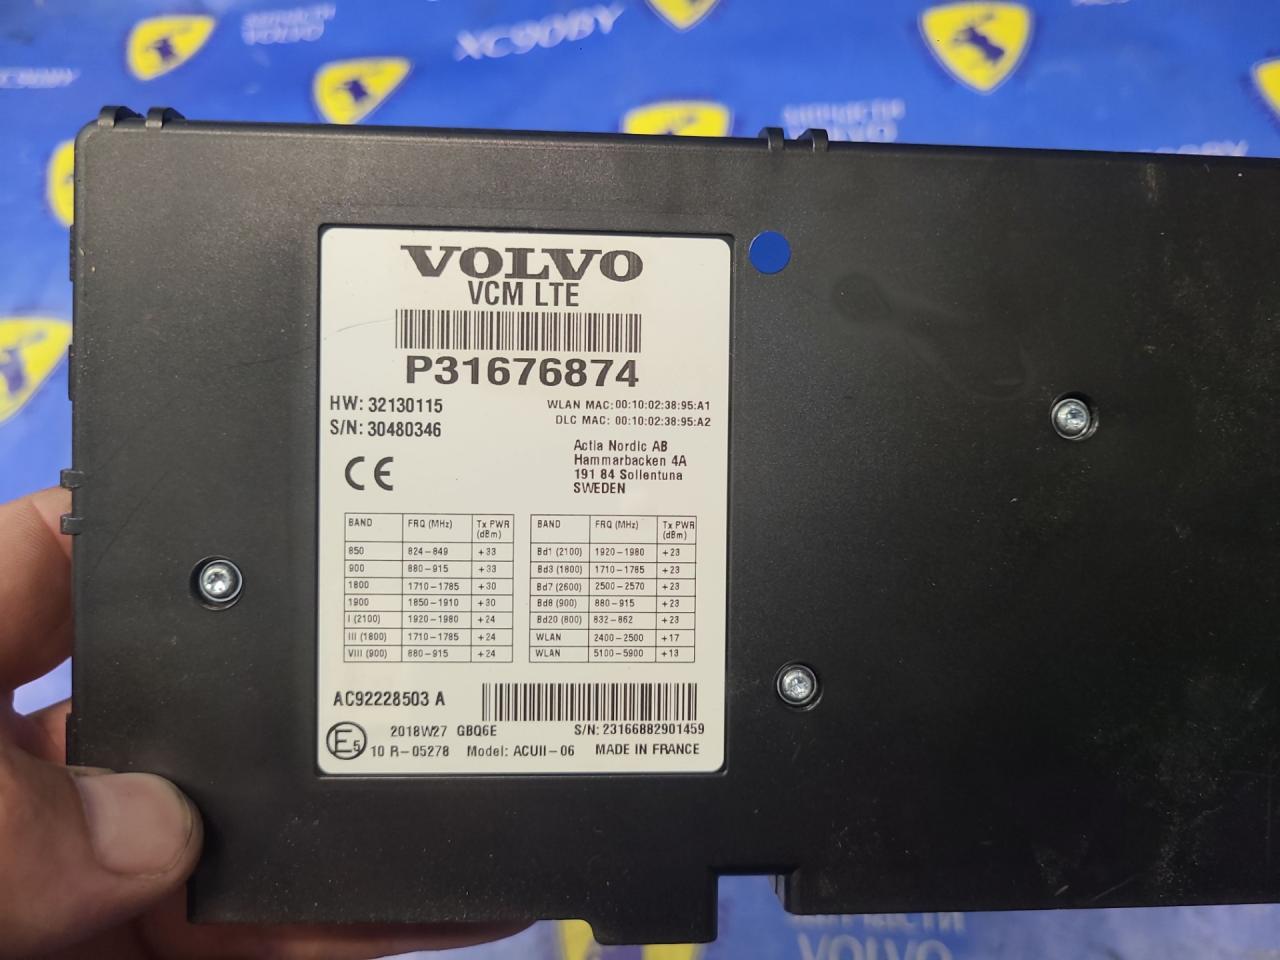 ЗАПЧАСТИ
VOLVO
XC90BY
ЗАПЧАСТИ
VOLVO
VOLVO
VCM LTE
P31676874
HW: 32130115
WLAN MAC: 00:10:02:38:95:A1
S/N: 30480346
DLC MAC: 00:10:02:38:95:A2
CE
Actia Nordic AB
Hammarbacken 4A
191 84 Sollentuna
SWEDEN
BAND FRQ (MHz) Tx PWR (dBm)
850 824-849 +33
900 880-915 +33
1800 1710-1785 +30
1900 1850-1910 +30
I (2100) 1920-1980 +24
III (1800) 1710-1785 +24
VIII (900) 880-915 +24
BAND FRQ (MHz) Tx PWR (dBm)
Bd1 (2100) 1920-1980 +23
Bd3 (1800) 1710-1785 +23
Bd7 (2600) 2500-2570 +23
Bd8 (900) 880-915 +23
Bd20 (800) 832-862 +23
WLAN 2400-2500 +17
WLAN 5100-5900 +13
AC92228503 A
2018W27 GBQ6E S/N: 23166882901459
E5 10 R-05278 Model: ACUII-06 MADE IN FRANCE
VOLVO